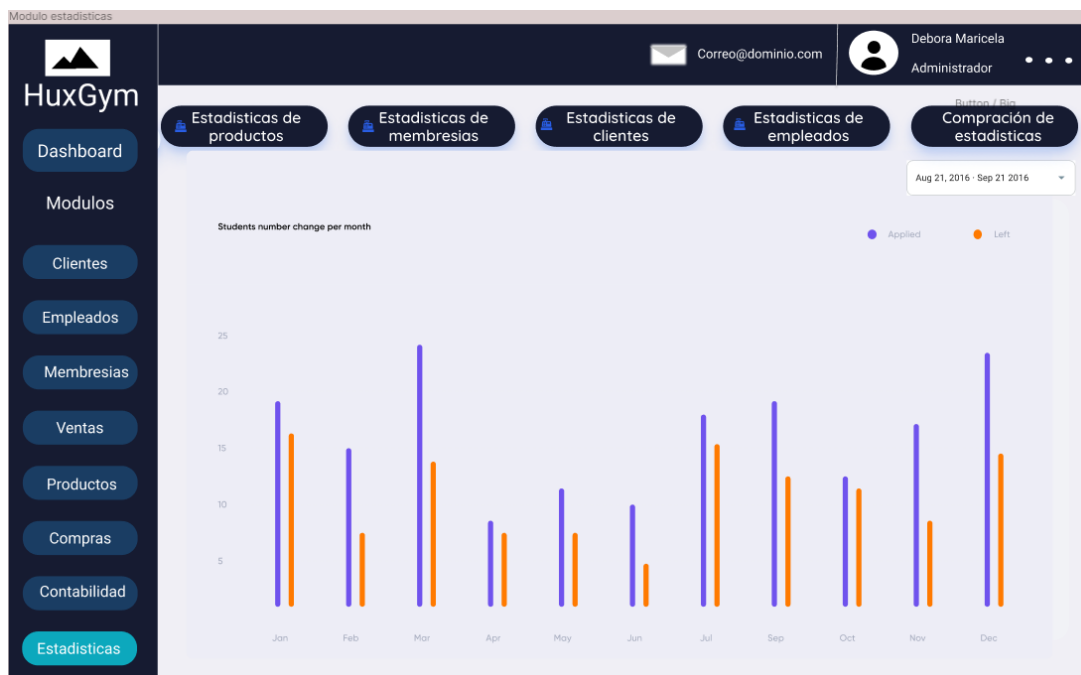 Modulo estadisticas
HuxGym
Correo@dominio.com
Debora Maricela
Administrador
Dashboard
Modulos
Clientes
Empleados
Membresias
Ventas
Productos
Compras
Contabilidad
Estadisticas
Estadisticas de
productos
Estadisticas de
membresias
Estadisticas de
clientes
Estadisticas de
empleados
Button / Big
Compración de
estadisticas
Aug 21, 2016 - Sep 21 2016
Students number change per month
Applied
Left
25
20
15
10
5
Jan Feb Mar Apr May Jun Jul Sep Oct Nov Dec